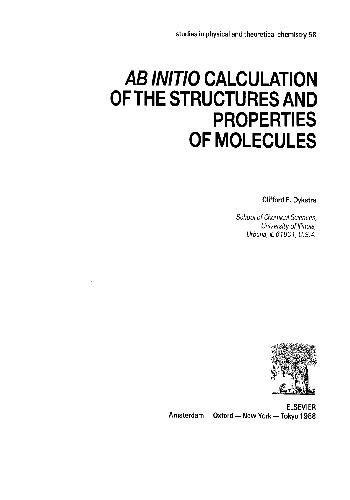 studies in physical and theoretical chemistry 58
AB INITIO CALCULATION
OF THE STRUCTURES AND
PROPERTIES
OF MOLECULES
Clifford E. Dykstra
School of Chemical Sciences,
University of Illinois,
Urbana, IL 61801, U.S.A.
ELSEVIER
Amsterdam — Oxford — New York — Tokyo 1988